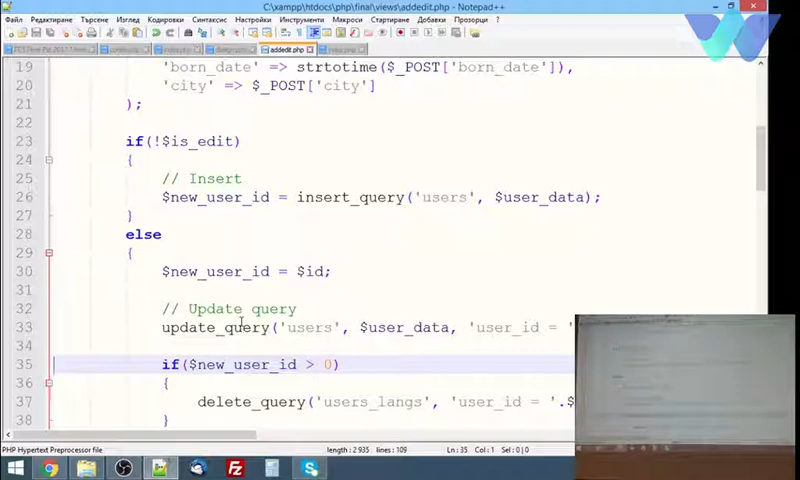 C:\xampp\htdocs\php\final\views\addedit.php - Notepad++
Файл Редактиране Търсене Изглед Кодировка Синтаксис Настройки Инструменти Макроси Стартиране Добавки Прозорци ?
addedit.php
19 'born_date' => strtotime($_POST['born_date']),
20 'city' => $_POST['city']
21 );
22
23 if(!$is_edit)
24 {
25 // Insert
26 $new_user_id = insert_query('users', $user_data);
27 }
28 else
29 {
30 $new_user_id = $id;
31
32 // Update query
33 update_query('users', $user_data, 'user_id = '
34
35 if($new_user_id > 0)
36 {
37 delete_query('users_langs', 'user_id = '.$
38 }
PHP Hypertext Preprocessor file length : 2 935 lines : 109 Ln : 35 Col : 1 Sel : 0 | 0